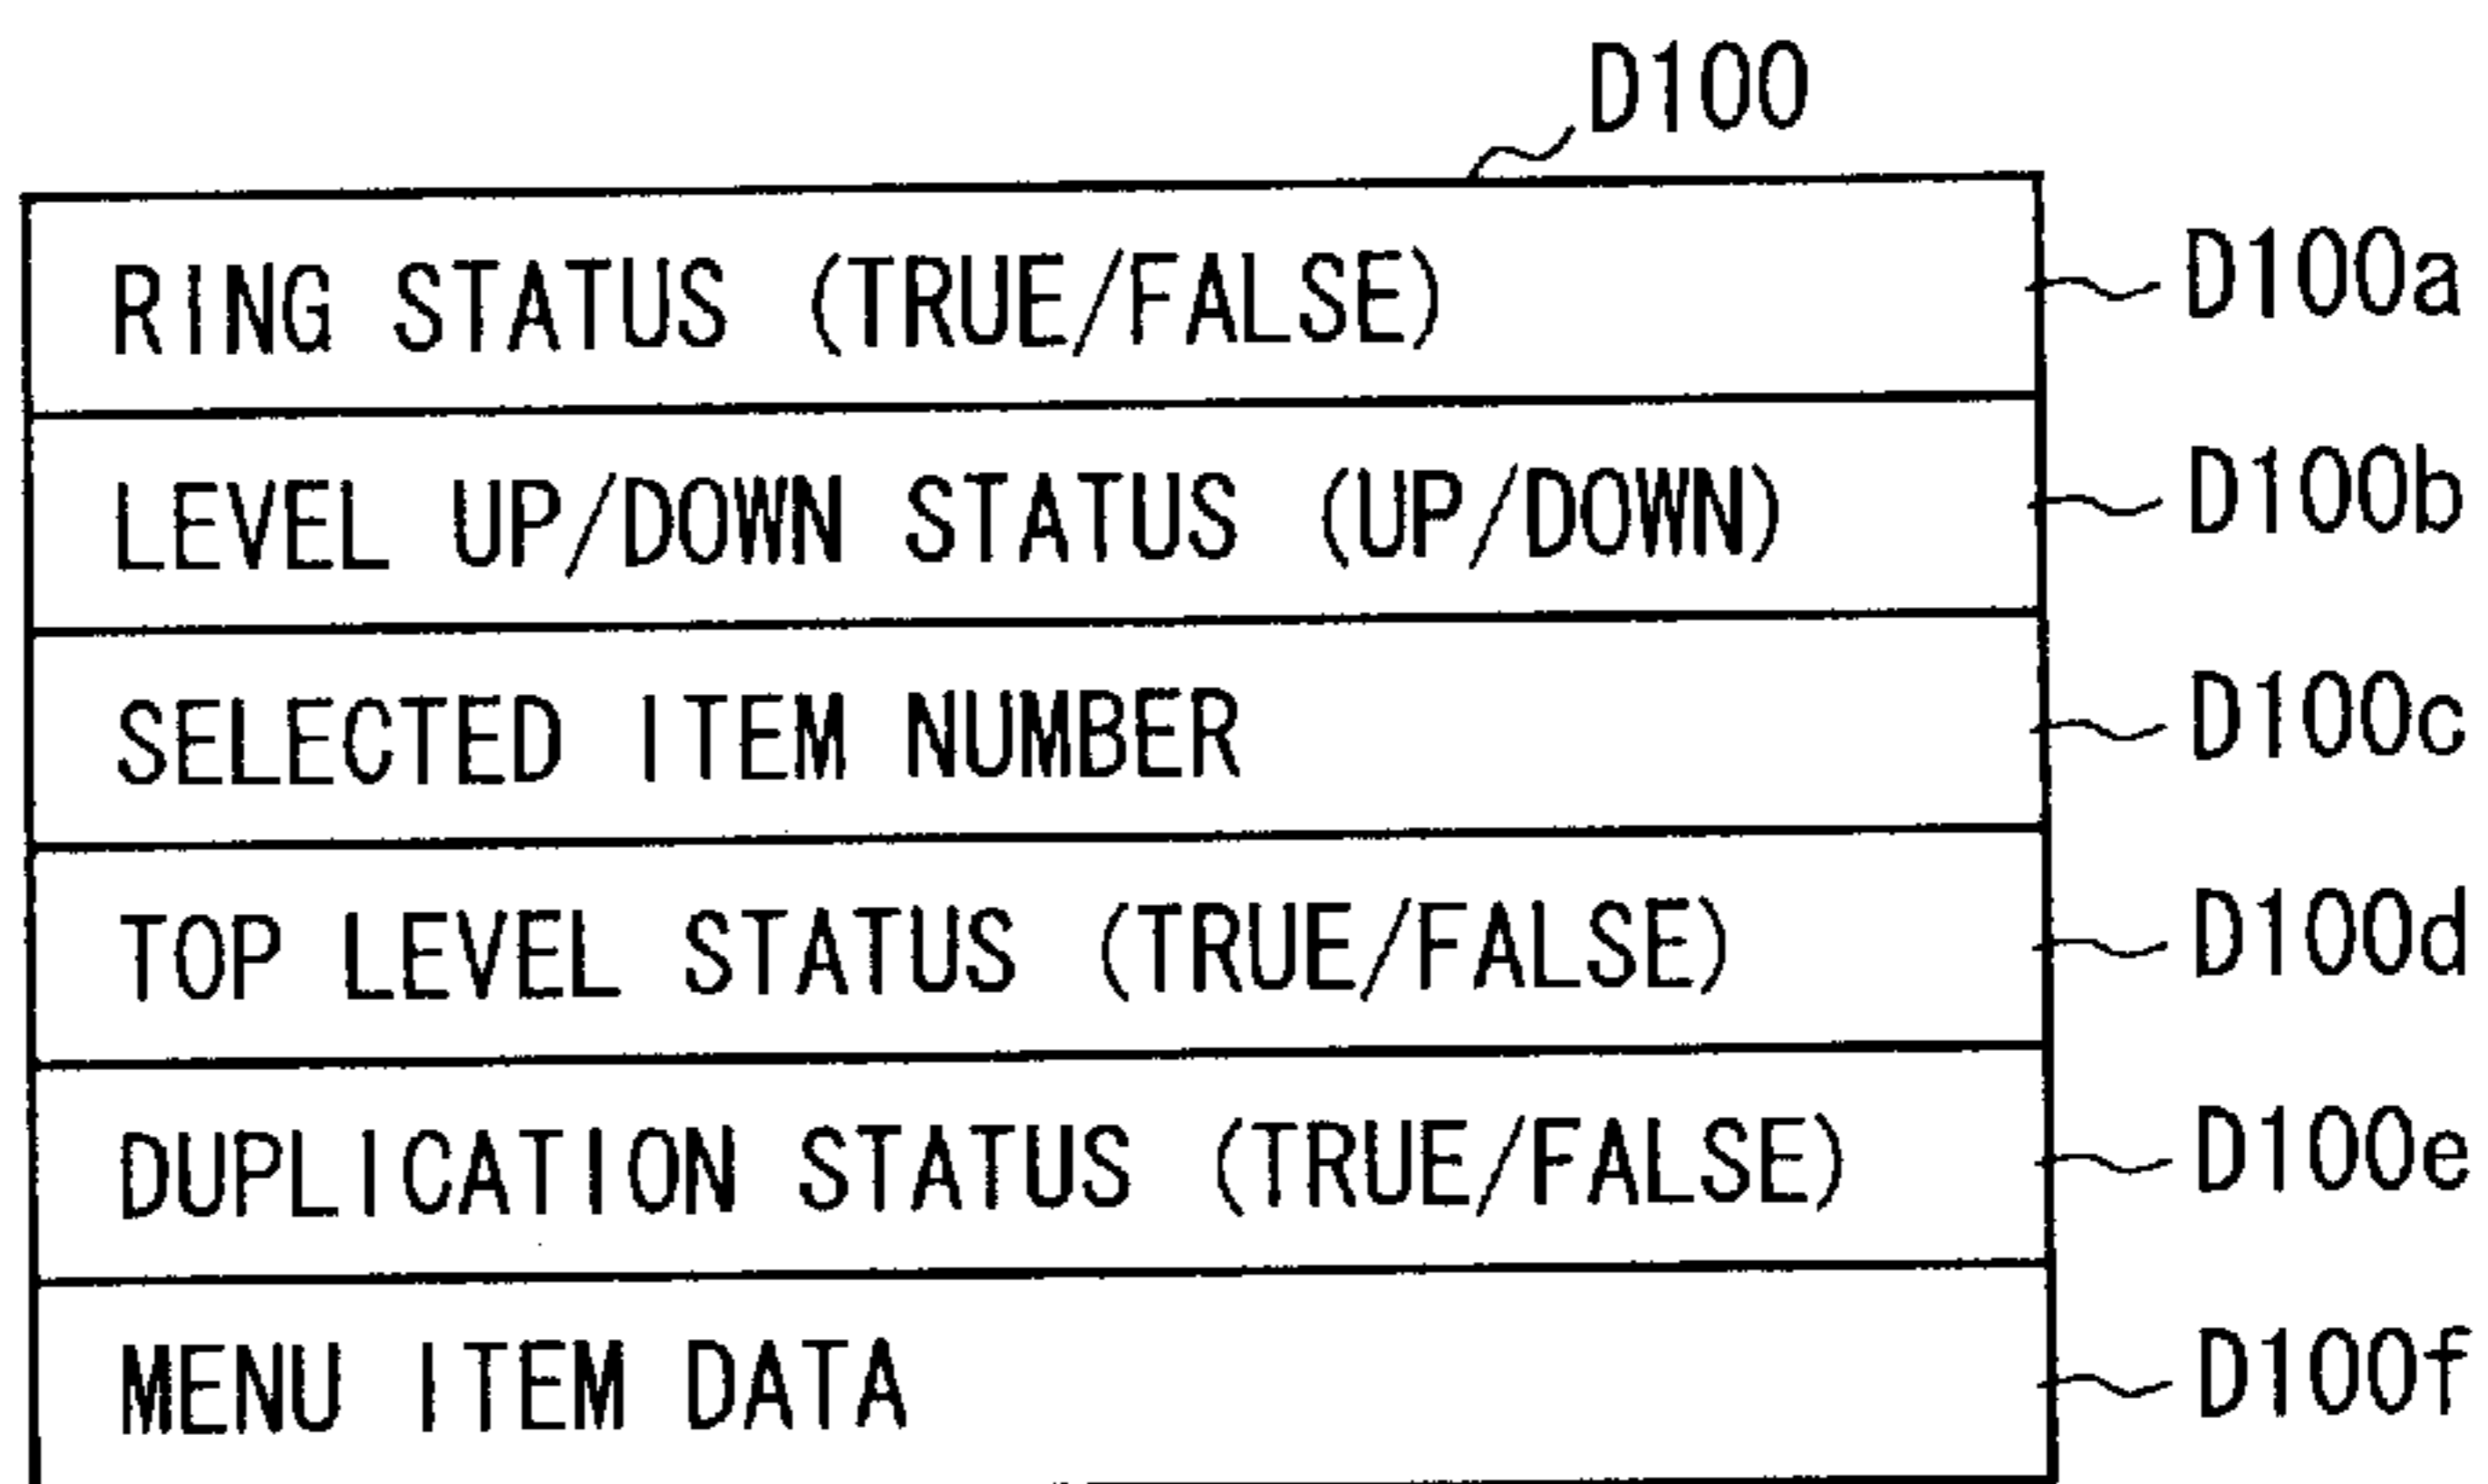 D100
RING STATUS (TRUE/FALSE) D100a
LEVEL UP/DOWN STATUS (UP/DOWN) D100b
SELECTED ITEM NUMBER D100c
TOP LEVEL STATUS (TRUE/FALSE) D100d
DUPLICATION STATUS (TRUE/FALSE) D100e
MENU ITEM DATA D100f